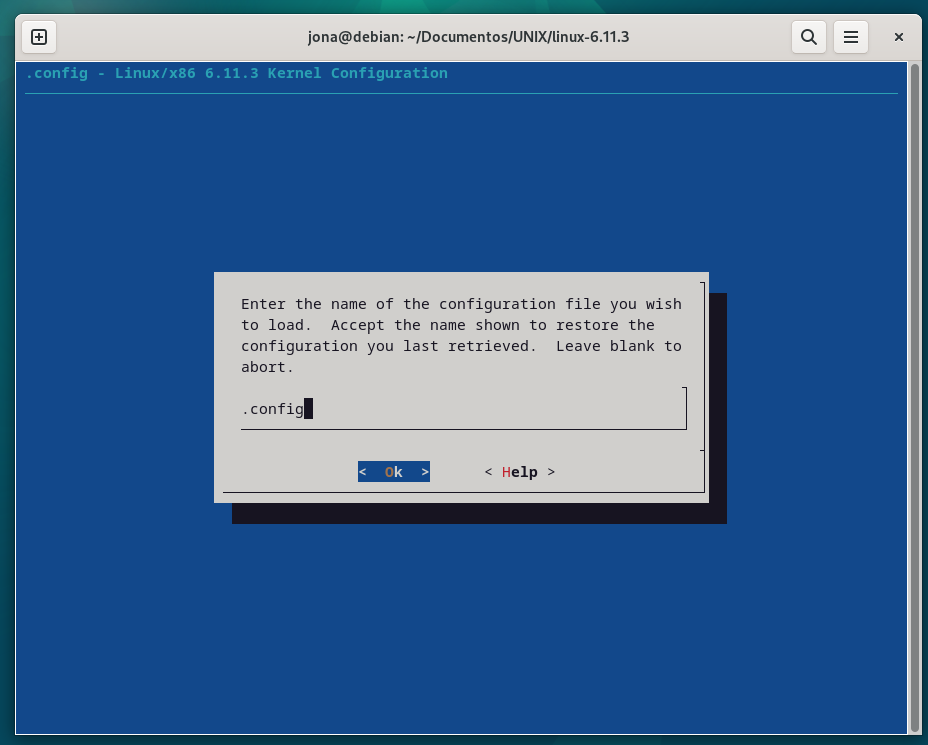 jona@debian: ~/Documentos/UNIX/linux-6.11.3
.config - Linux/x86 6.11.3 Kernel Configuration
Enter the name of the configuration file you wish
to load.  Accept the name shown to restore the
configuration you last retrieved.  Leave blank to
abort.
.config
<  Ok  > < Help >